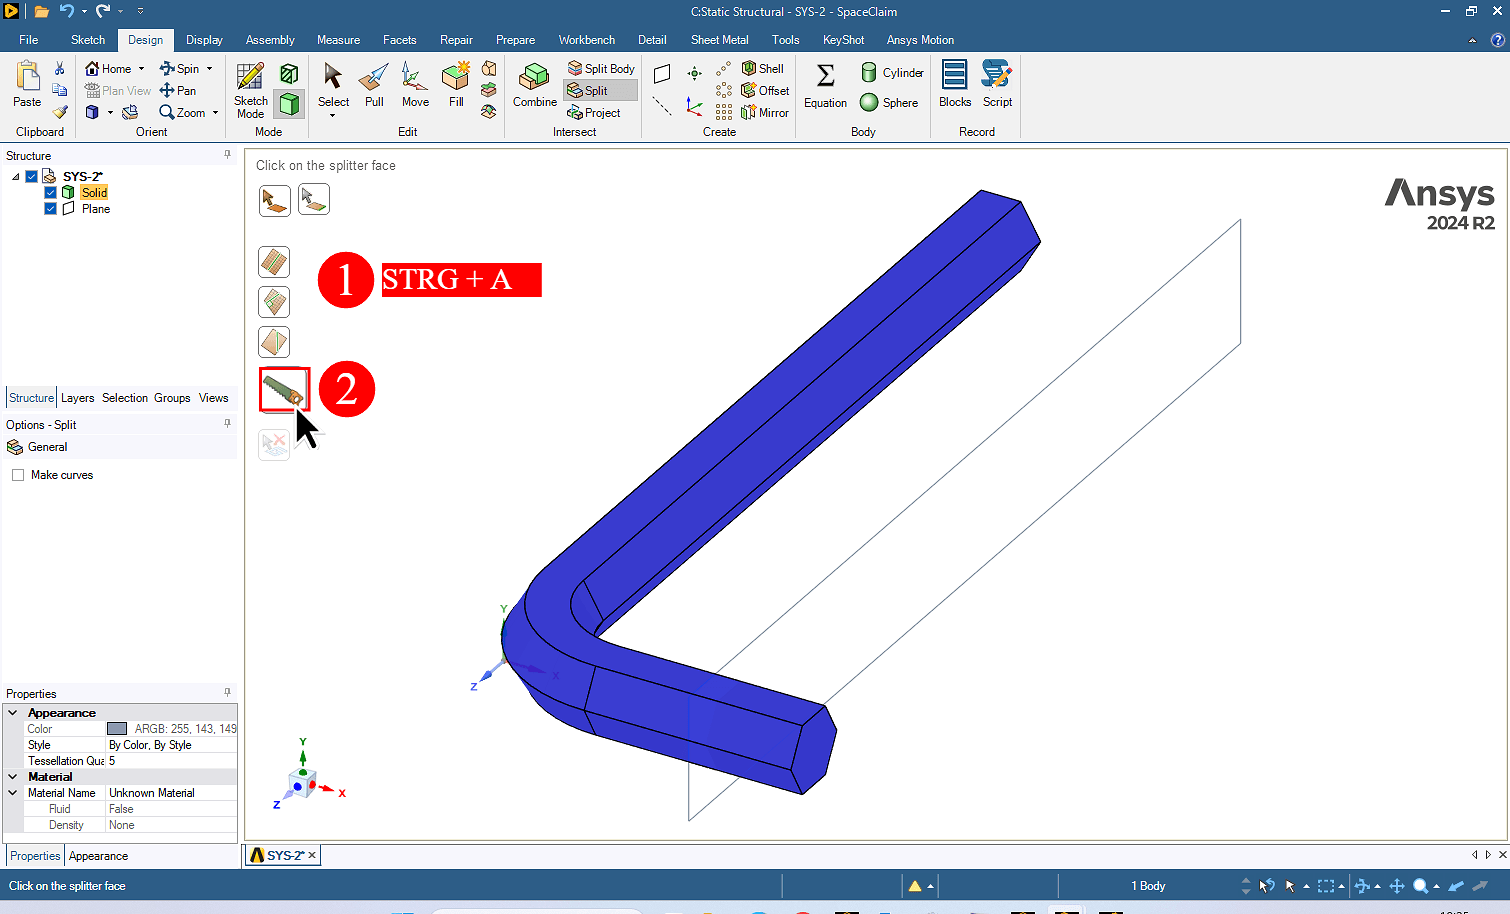 C:Static Structural - SYS-2 - SpaceClaim
File Sketch Design Display Assembly Measure Facets Repair Prepare Workbench Detail Sheet Metal Tools KeyShot Ansys Motion
Paste
Clipboard
Home Spin
Plan View Pan
Zoom
Orient
Sketch
Mode
Mode
Select Pull Move Fill
Edit
Combine
Split Body
Split
Project
Intersect
Shell
Offset
Mirror
Create
Equation
Cylinder
Sphere
Body
Blocks Script
Record
Structure
SYS-2*
Solid
Plane
Structure Layers Selection Groups Views
Options - Split
General
Make curves
Properties
Appearance
Color ARGB: 255, 143, 149
Style By Color, By Style
Tessellation Qua 5
Material
Material Name Unknown Material
Fluid False
Density None
Properties Appearance
Click on the splitter face
1 STRG + A
2
Ansys
2024 R2
Y
X
Z
Y
X
Z
SYS-2*
Click on the splitter face
1 Body